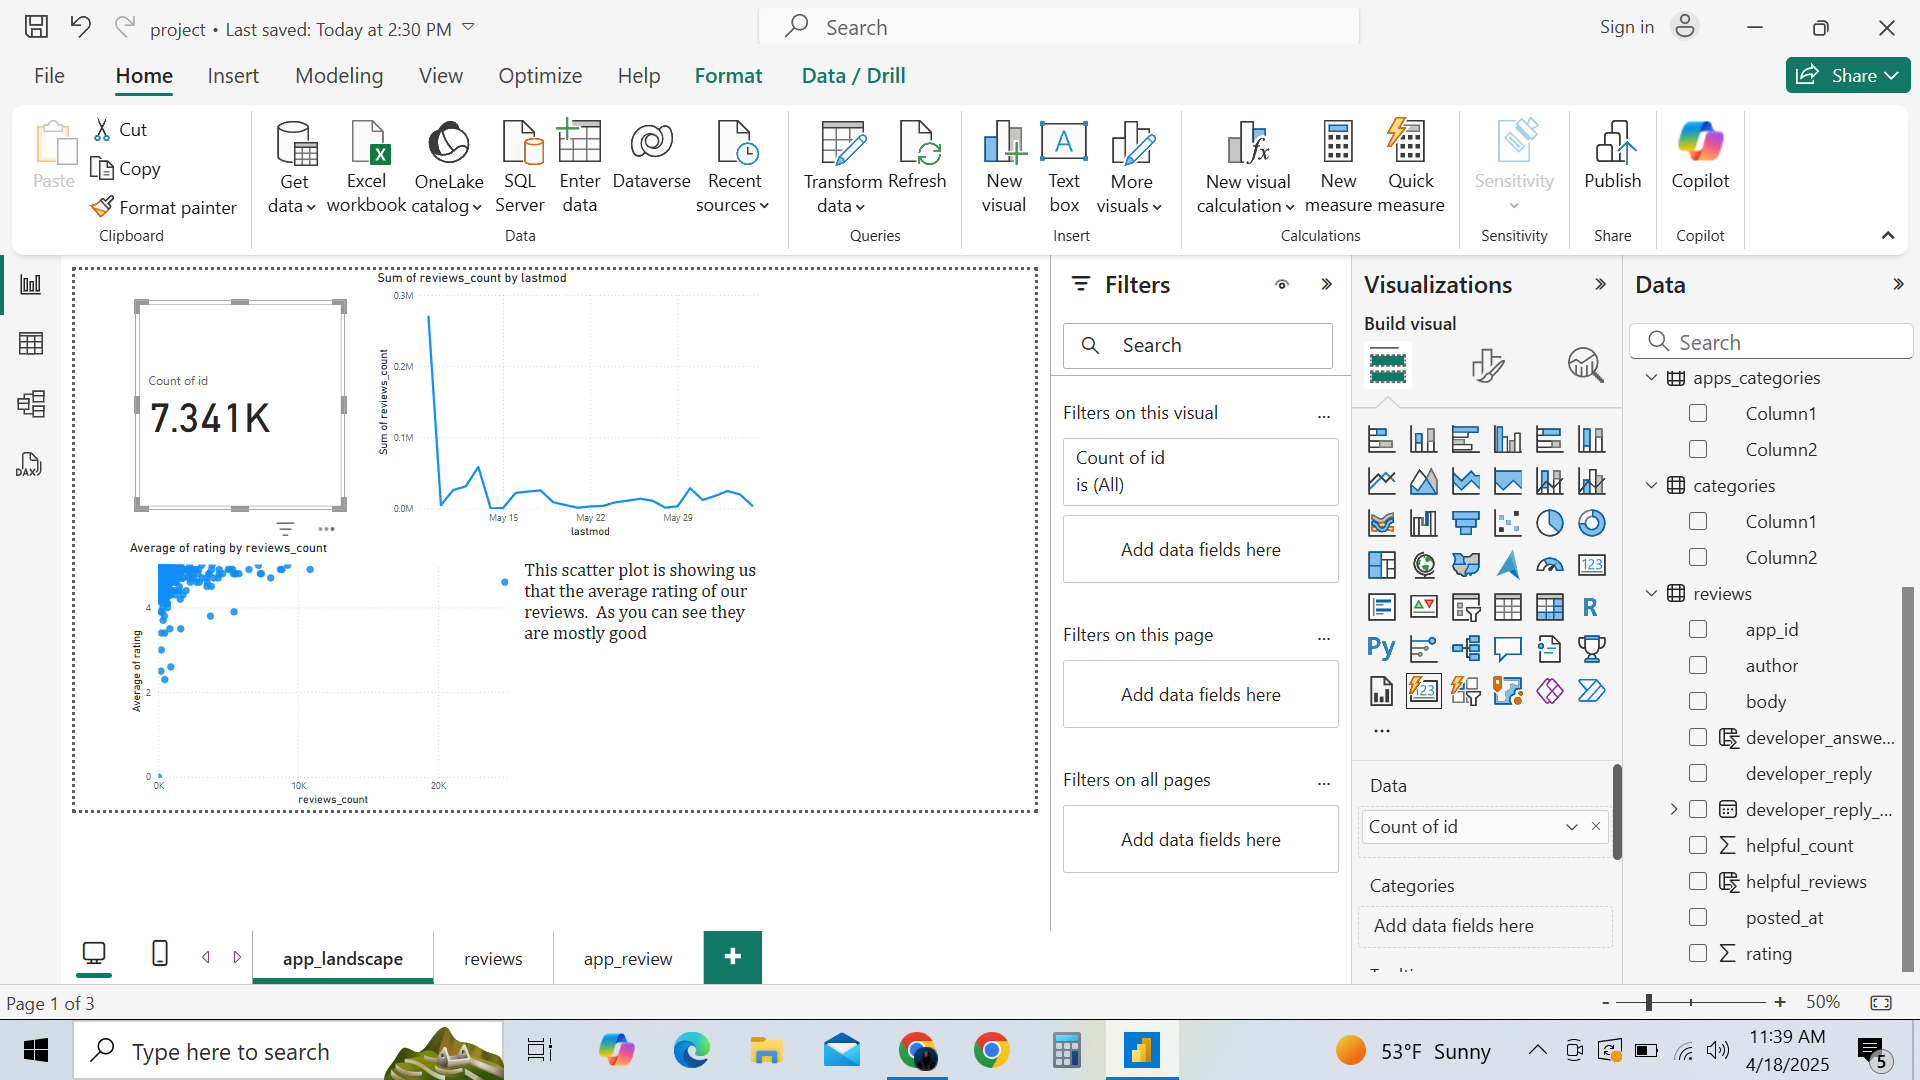 project • Last saved: Today at 2:30 PM
Search
Sign in
File
Home
Insert
Modeling
View
Optimize
Help
Format
Data / Drill
Share
Paste
Cut
Copy
Format painter
Clipboard
Get
data
Excel
workbook
OneLake
catalog
SQL
Server
Enter
data
Dataverse
Recent
sources
Data
Transform
data
Refresh
Queries
New
visual
Text
box
More
visuals
Insert
New visual
calculation
New
measure
Quick
measure
Calculations
Sensitivity
Sensitivity
Publish
Share
Copilot
Copilot
Count of id
7.341K
Sum of reviews_count by lastmod
Sum of reviews_count
0.3M
0.2M
0.1M
0.0M
May 15
May 22
May 29
lastmod
Average of rating by reviews_count
Average of rating
4
2
0
0K
10K
20K
reviews_count
This scatter plot is showing us
that the average rating of our
reviews. As you can see they
are mostly good
Filters
Search
Filters on this visual
...
Count of id
is (All)
Add data fields here
Filters on this page
...
Add data fields here
Filters on all pages
...
Add data fields here
Visualizations
Build visual
123
R
Py
123
...
Data
Count of id
Categories
Add data fields here
Data
Search
apps_categories
Column1
Column2
categories
Column1
Column2
reviews
app_id
author
body
developer_answe...
developer_reply
developer_reply_...
helpful_count
helpful_reviews
posted_at
rating
DAX
app_landscape
reviews
app_review
+
Page 1 of 3
- + 50%
Type here to search
53°F Sunny
11:39 AM
4/18/2025
5